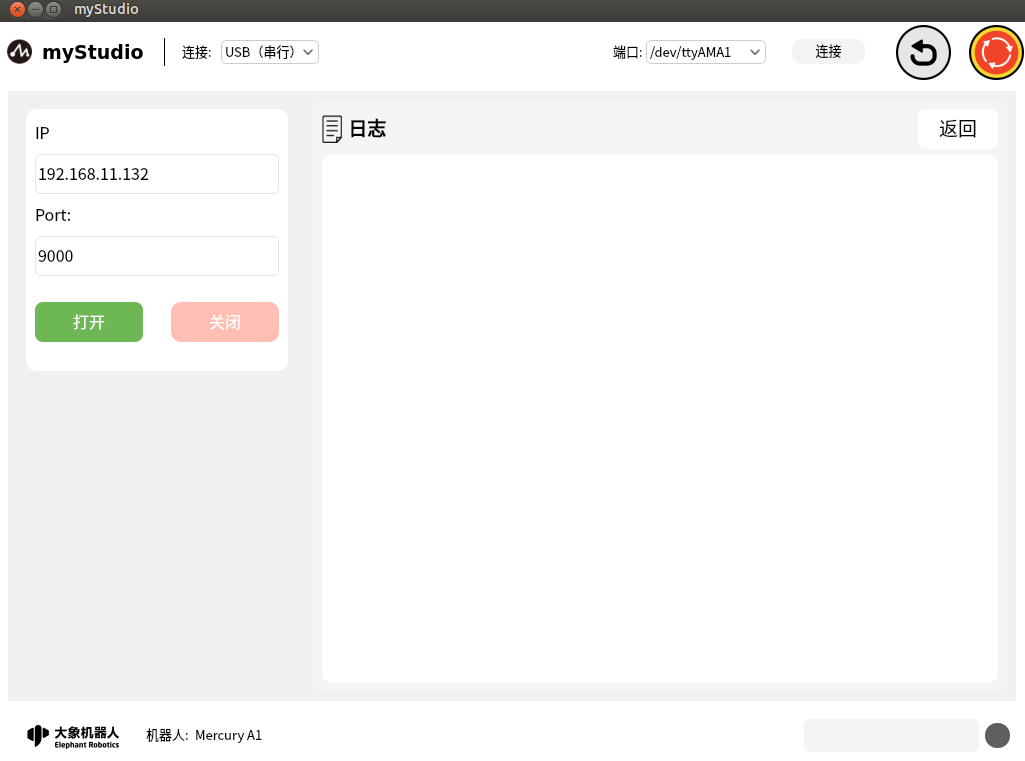 myStudio
myStudio
连接: USB（串行）
端口: /dev/ttyAMA1
连接
IP
192.168.11.132
Port:
9000
打开
关闭
日志
返回
大象机器人
Elephant Robotics
机器人: Mercury A1